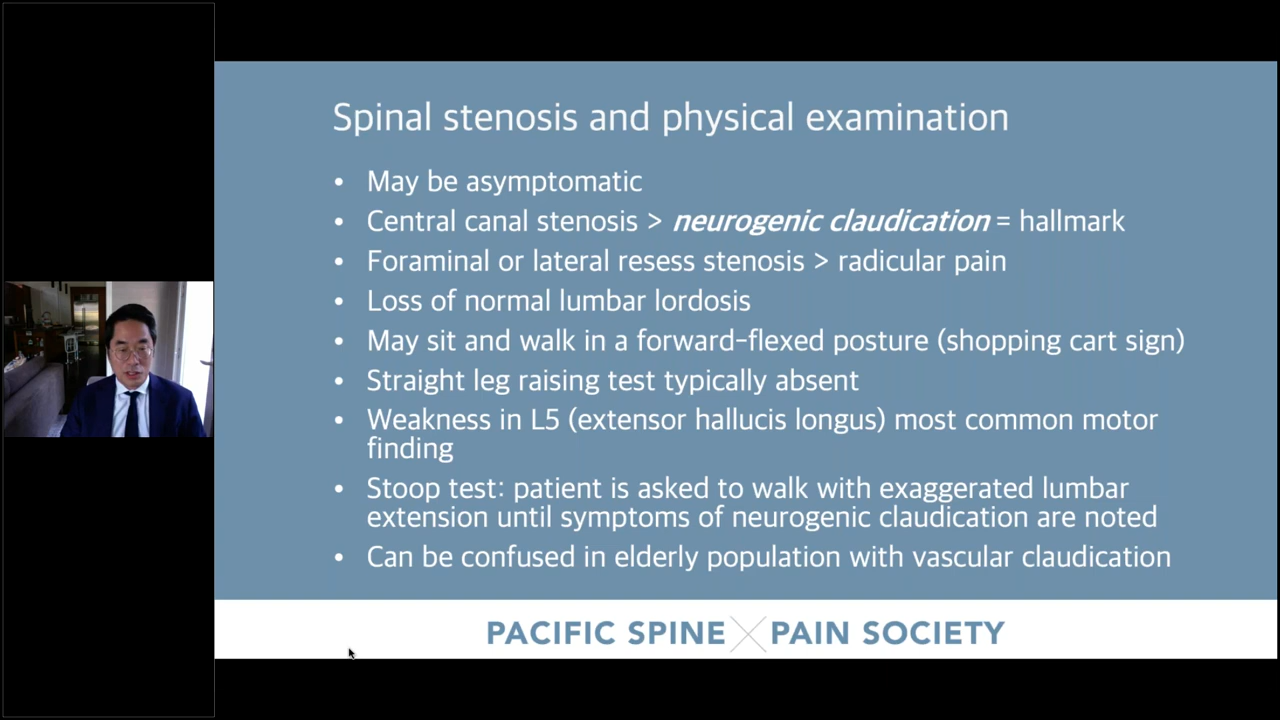 Spinal stenosis and physical examination
• May be asymptomatic
• Central canal stenosis > neurogenic claudication = hallmark
• Foraminal or lateral resess stenosis > radicular pain
• Loss of normal lumbar lordosis
• May sit and walk in a forward-flexed posture (shopping cart sign)
• Straight leg raising test typically absent
• Weakness in L5 (extensor hallucis longus) most common motor
finding
• Stoop test: patient is asked to walk with exaggerated lumbar
extension until symptoms of neurogenic claudication are noted
• Can be confused in elderly population with vascular claudication
PACIFIC SPINE PAIN SOCIETY